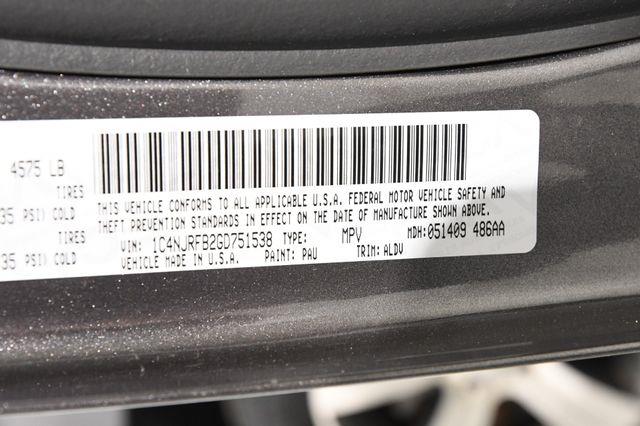 4575 LB
TIRES
35 PSI) COLD
TIRES
35 PSI) COLD
THIS VEHICLE CONFORMS TO ALL APPLICABLE U.S.A. FEDERAL MOTOR VEHICLE SAFETY AND
THEFT PREVENTION STANDARDS IN EFFECT ON THE DATE OF MANUFACTURE SHOWN ABOVE.
VIN: 1C4NJRFB2GD751538 TYPE: MPV MDH:051409 486AA
VEHICLE MADE IN U.S.A. PAINT: PAU TRIM: ALDV